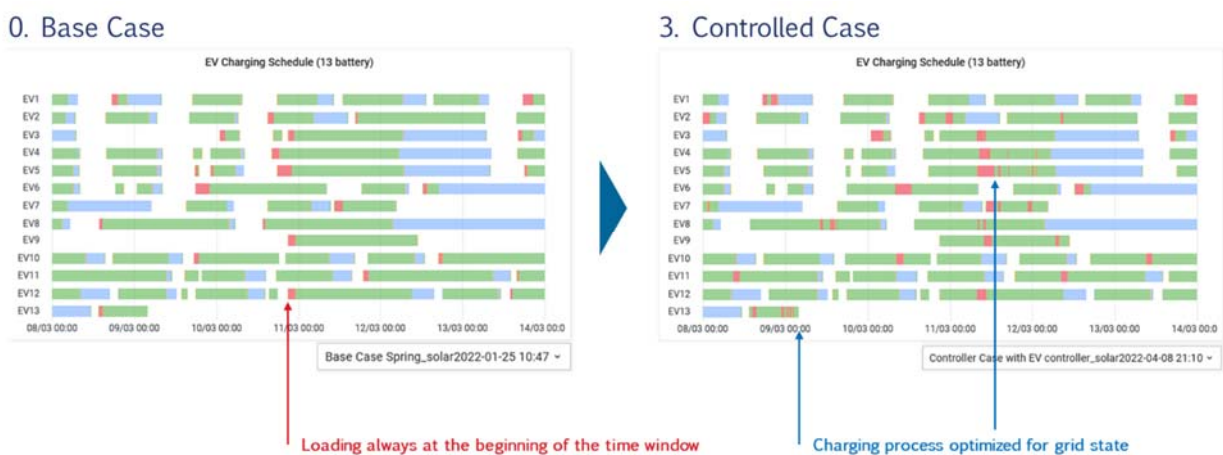 0. Base Case
EV Charging Schedule (13 battery)
EV1
EV2
EV3
EV4
EV5
EV6
EV7
EV8
EV9
EV10
EV11
EV12
EV13
08/03 00:00
09/03 00:00
10/03 00:00
11/03 00:00
12/03 00:00
13/03 00:00
14/03 00:00
Base Case Spring_solar2022-01-25 10:47
Loading always at the beginning of the time window
3. Controlled Case
EV Charging Schedule (13 battery)
EV1
EV2
EV3
EV4
EV5
EV6
EV7
EV8
EV9
EV10
EV11
EV12
EV13
08/03 00:00
09/03 00:00
10/03 00:00
11/03 00:00
12/03 00:00
13/03 00:00
14/03 00:00
Controller Case with EV controller_solar2022-04-08 21:10
Charging process optimized for grid state